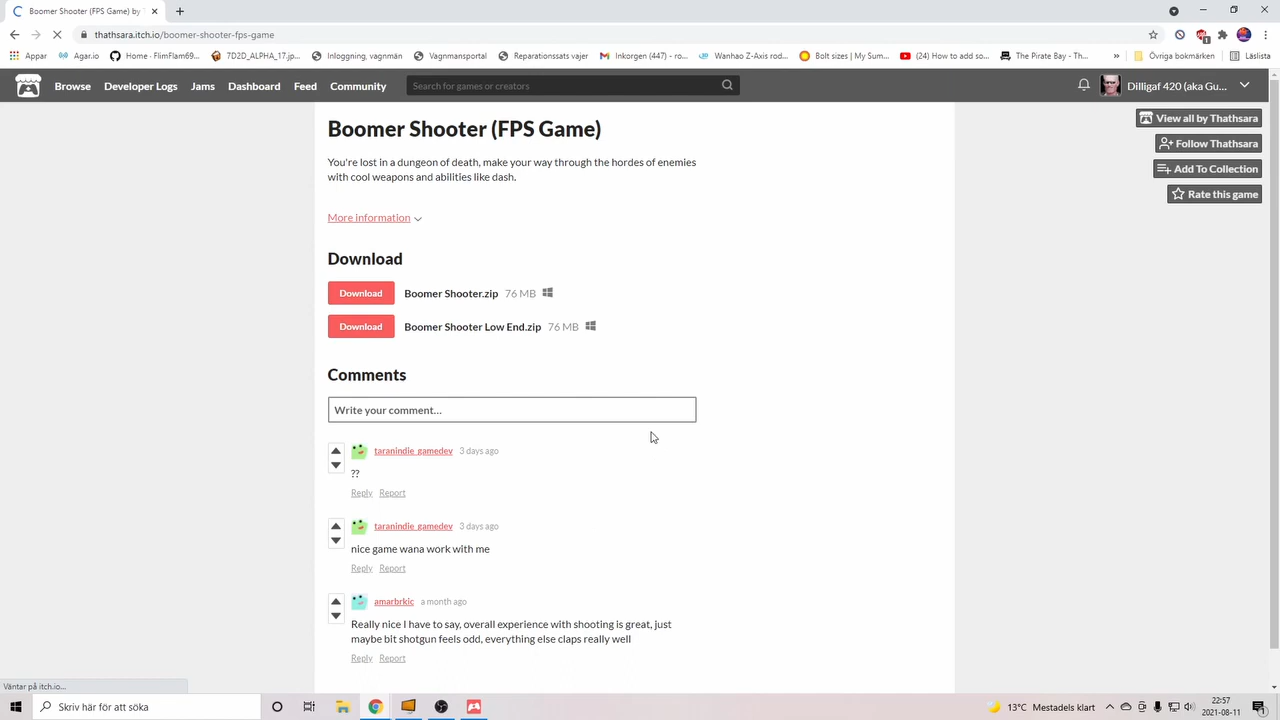 Boomer Shooter (FPS Game) by
thathsara.itch.io/boomer-shooter-fps-game
Appar
Agar.io
Home · FlimFlam69...
7D2D_ALPHA_17.jp...
Inloggning, vagnmän
Vagnmansportal
Reparationssats vajer
Inkorgen (447) - ro...
Wanhao Z-Axis rod...
Bolt sizes | My Sum...
(24) How to add so...
The Pirate Bay - Th...
»
Övriga bokmärken
Läslista
Browse
Developer Logs
Jams
Dashboard
Feed
Community
Search for games or creators
Dilligaf 420 (aka Gu...
View all by Thathsara
Follow Thathsara
Add To Collection
Rate this game
Boomer Shooter (FPS Game)
You're lost in a dungeon of death, make your way through the hordes of enemies
with cool weapons and abilities like dash.
More information
Download
Download Boomer Shooter.zip 76 MB
Download Boomer Shooter Low End.zip 76 MB
Comments
Write your comment...
taranindie_gamedev 3 days ago
??
Reply Report
taranindie_gamedev 3 days ago
nice game wana work with me
Reply Report
amarbrkic a month ago
Really nice I have to say, overall experience with shooting is great, just
maybe bit shotgun feels odd, everything else claps really well
Reply Report
Väntar på itch.io...
Skriv här för att söka
13°C Mestadels klart
22:57
2021-08-11